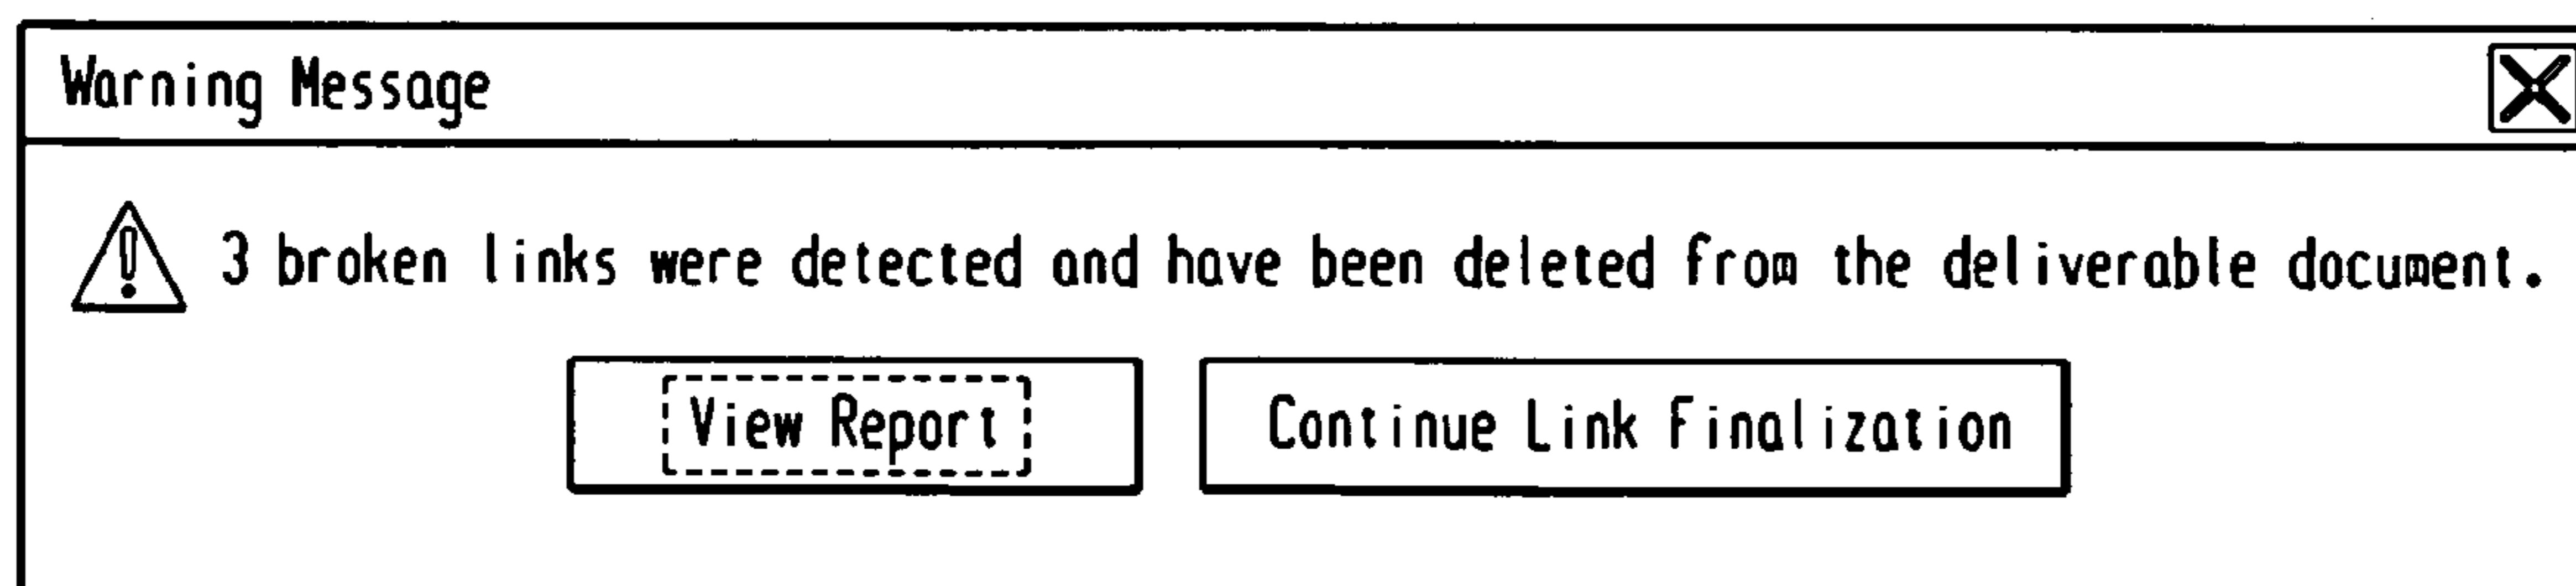 Warning Message
3 broken links were detected and have been deleted from the deliverable document.
View Report
Continue Link Finalization